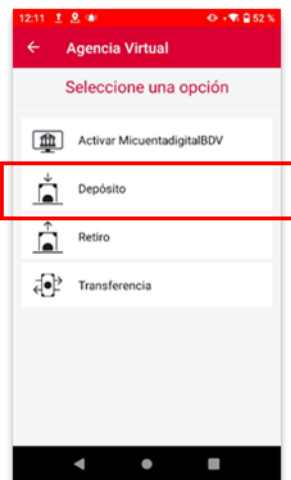 12:11 52 %
Agencia Virtual
Seleccione una opción
Activar MicuentadigitalBDV
Depósito
Retiro
Transferencia